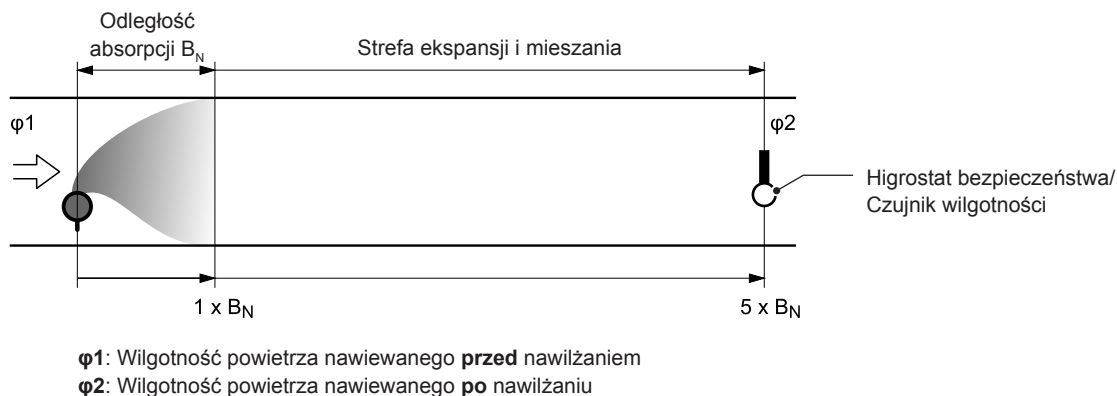 Odległość
absorpcji B_N
Strefa ekspansji i mieszania
φ1
φ2
Higrostat bezpieczeństwa/
Czujnik wilgotności
1 x B_N
5 x B_N
φ1: Wilgotność powietrza nawiewanego przed nawilżaniem
φ2: Wilgotność powietrza nawiewanego po nawilżaniu